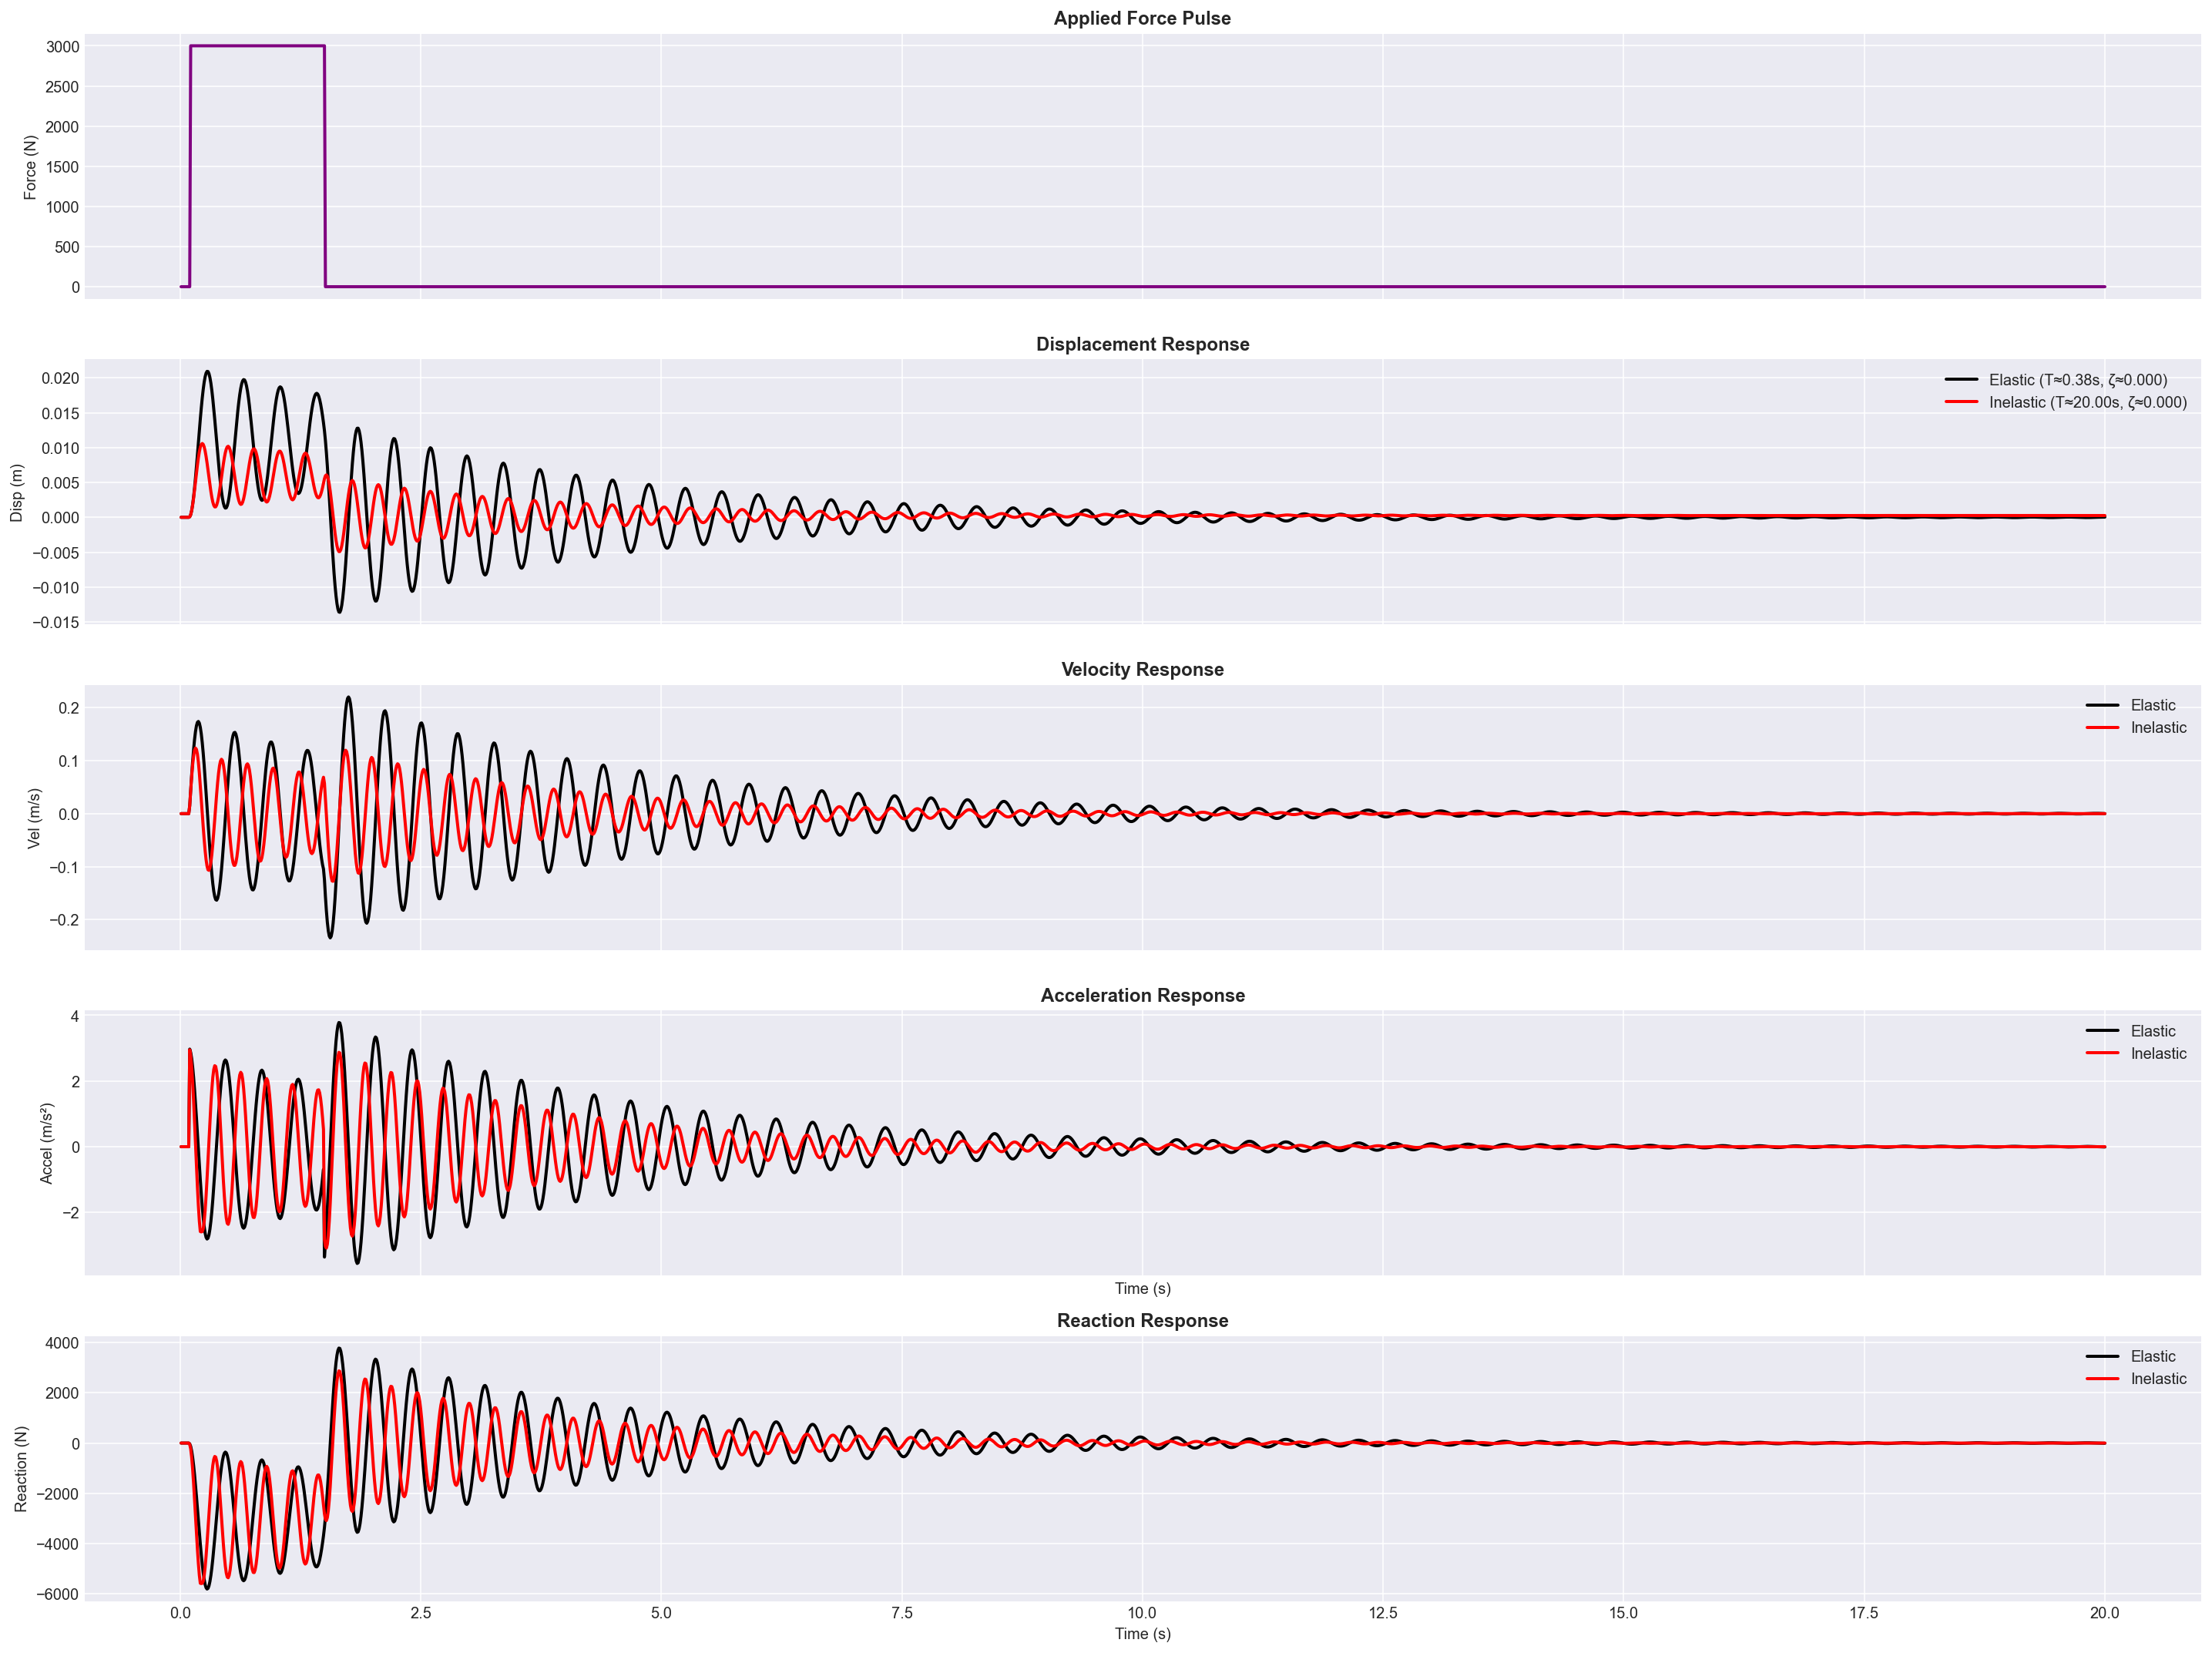 Applied Force Pulse
3000
2500
2000
1500
1000
500
0
Force (N)
Displacement Response
0.020
0.015
0.010
0.005
0.000
−0.005
−0.010
−0.015
Disp (m)
Elastic (T≈0.38s, ζ≈0.000)
Inelastic (T≈20.00s, ζ≈0.000)
Velocity Response
0.2
0.1
0.0
−0.1
−0.2
Vel (m/s)
Elastic
Inelastic
Acceleration Response
4
2
0
−2
Accel (m/s²)
Elastic
Inelastic
Time (s)
Reaction Response
4000
2000
0
−2000
−4000
−6000
Reaction (N)
Elastic
Inelastic
0.0 2.5 5.0 7.5 10.0 12.5 15.0 17.5 20.0
Time (s)